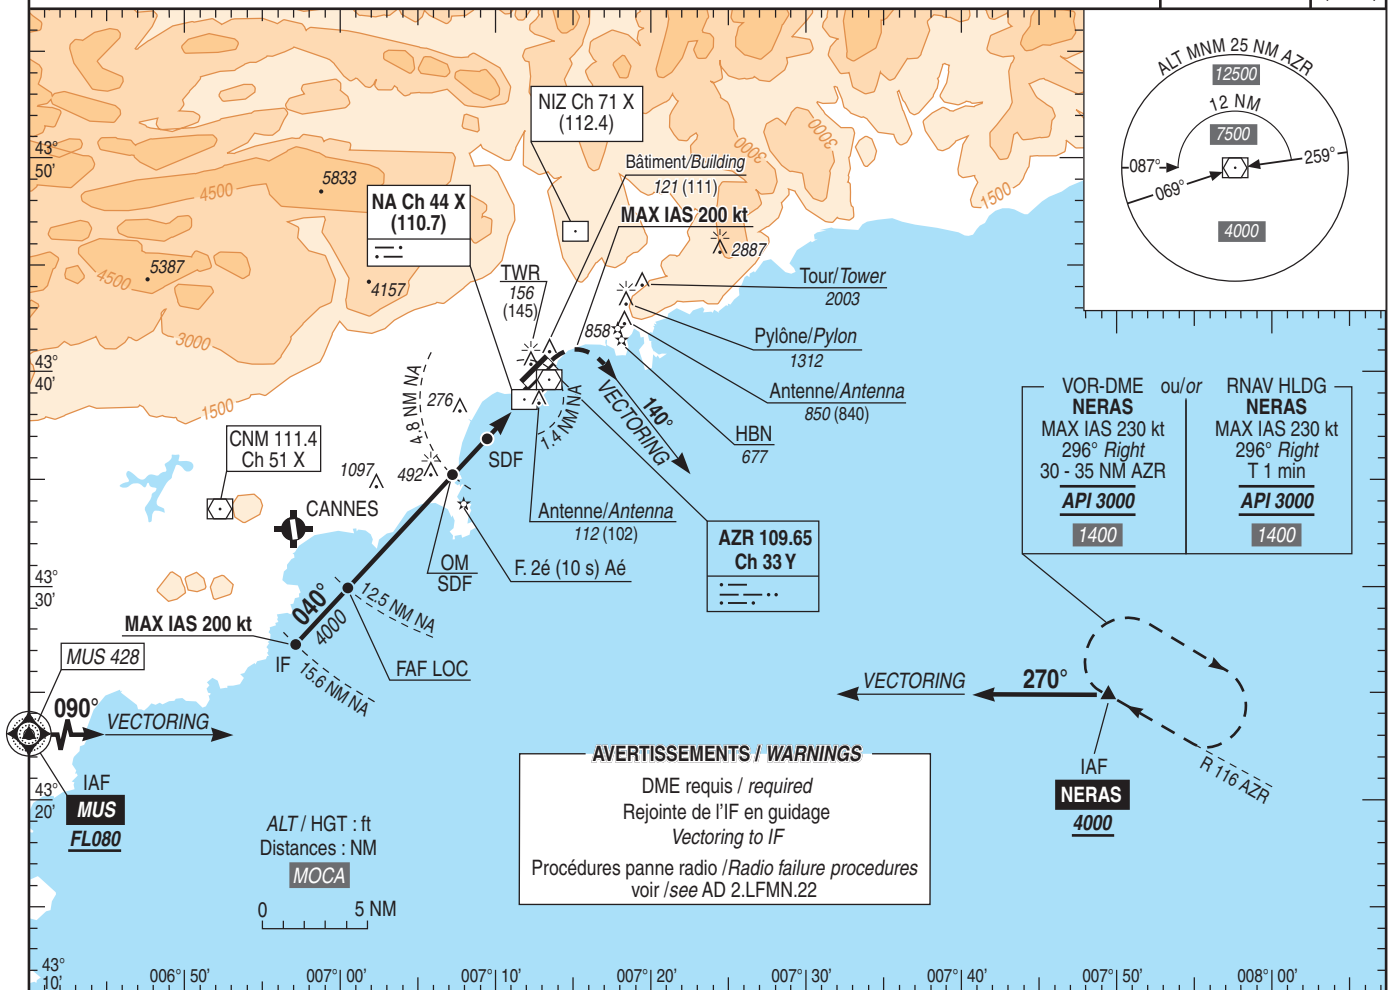 ALT MNM 25 NM AZR
12500
12 NM
7500
087°
069°
259°
4000
NIZ Ch 71 X
(112.4)
43°
50'
5833
4500
NA Ch 44 X
(110.7)
Bâtiment/Building
121 (111)
MAX IAS 200 kt
3000
3000
1500
2887
5387
4500
4157
TWR
156
(145)
Tour/Tower
2003
858
Pylône/Pylon
1312
3000
43°
40'
1500
4.8 NM NA
276
1.4 NM NA
VECTORING
140°
Antenne/Antenna
850 (840)
HBN
677
VOR-DME ou/or RNAV HLDG
NERAS
MAX IAS 230 kt
296° Right
30 - 35 NM AZR
API 3000
1400
NERAS
MAX IAS 230 kt
296° Right
T 1 min
API 3000
1400
CNM 111.4
Ch 51 X
1097
492
SDF
CANNES
Antenne/Antenna
112 (102)
AZR 109.65
Ch 33 Y
OM
SDF
F. 2é (10 s) Aé
43°
30'
040°
4000
12.5 NM NA
MAX IAS 200 kt
IF
15.6 NM NA
FAF LOC
MUS 428
090°
VECTORING
VECTORING
270°
IAF
MUS
FL080
43°
20'
IAF
NERAS
4000
R 116 AZR
AVERTISSEMENTS / WARNINGS
DME requis / required
Rejointe de l'IF en guidage
Vectoring to IF
Procédures panne radio /Radio failure procedures
voir /see AD 2.LFMN.22
ALT / HGT : ft
Distances : NM
MOCA
0 5 NM
43°
10'
006°50' 007°00' 007°10' 007°20' 007°30' 007°40' 007°50' 008°00'